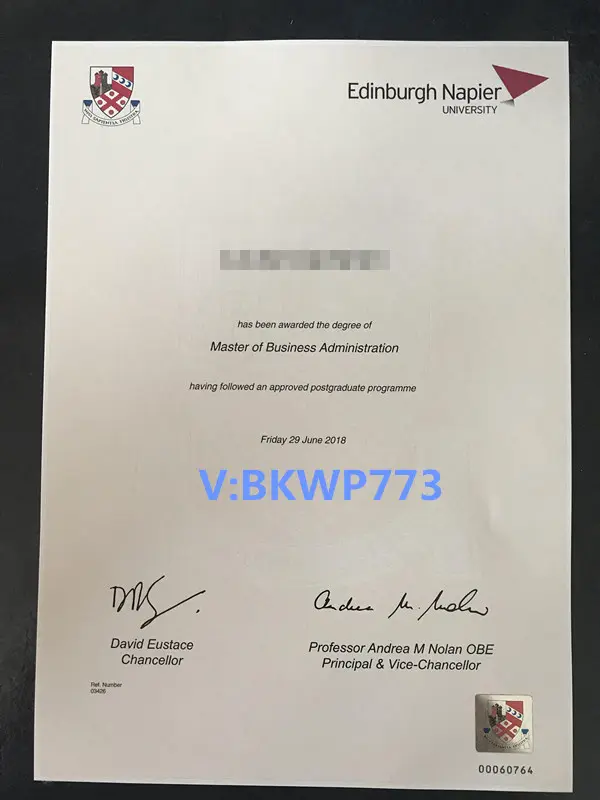 Edinburgh Napier
UNIVERSITY
has been awarded the degree of
Master of Business Administration
having followed an approved postgraduate programme
Friday 29 June 2018
V:BKWP773
David Eustace
Chancellor
Professor Andrea M Nolan OBE
Principal & Vice-Chancellor
Ref. Number
03426
00060764